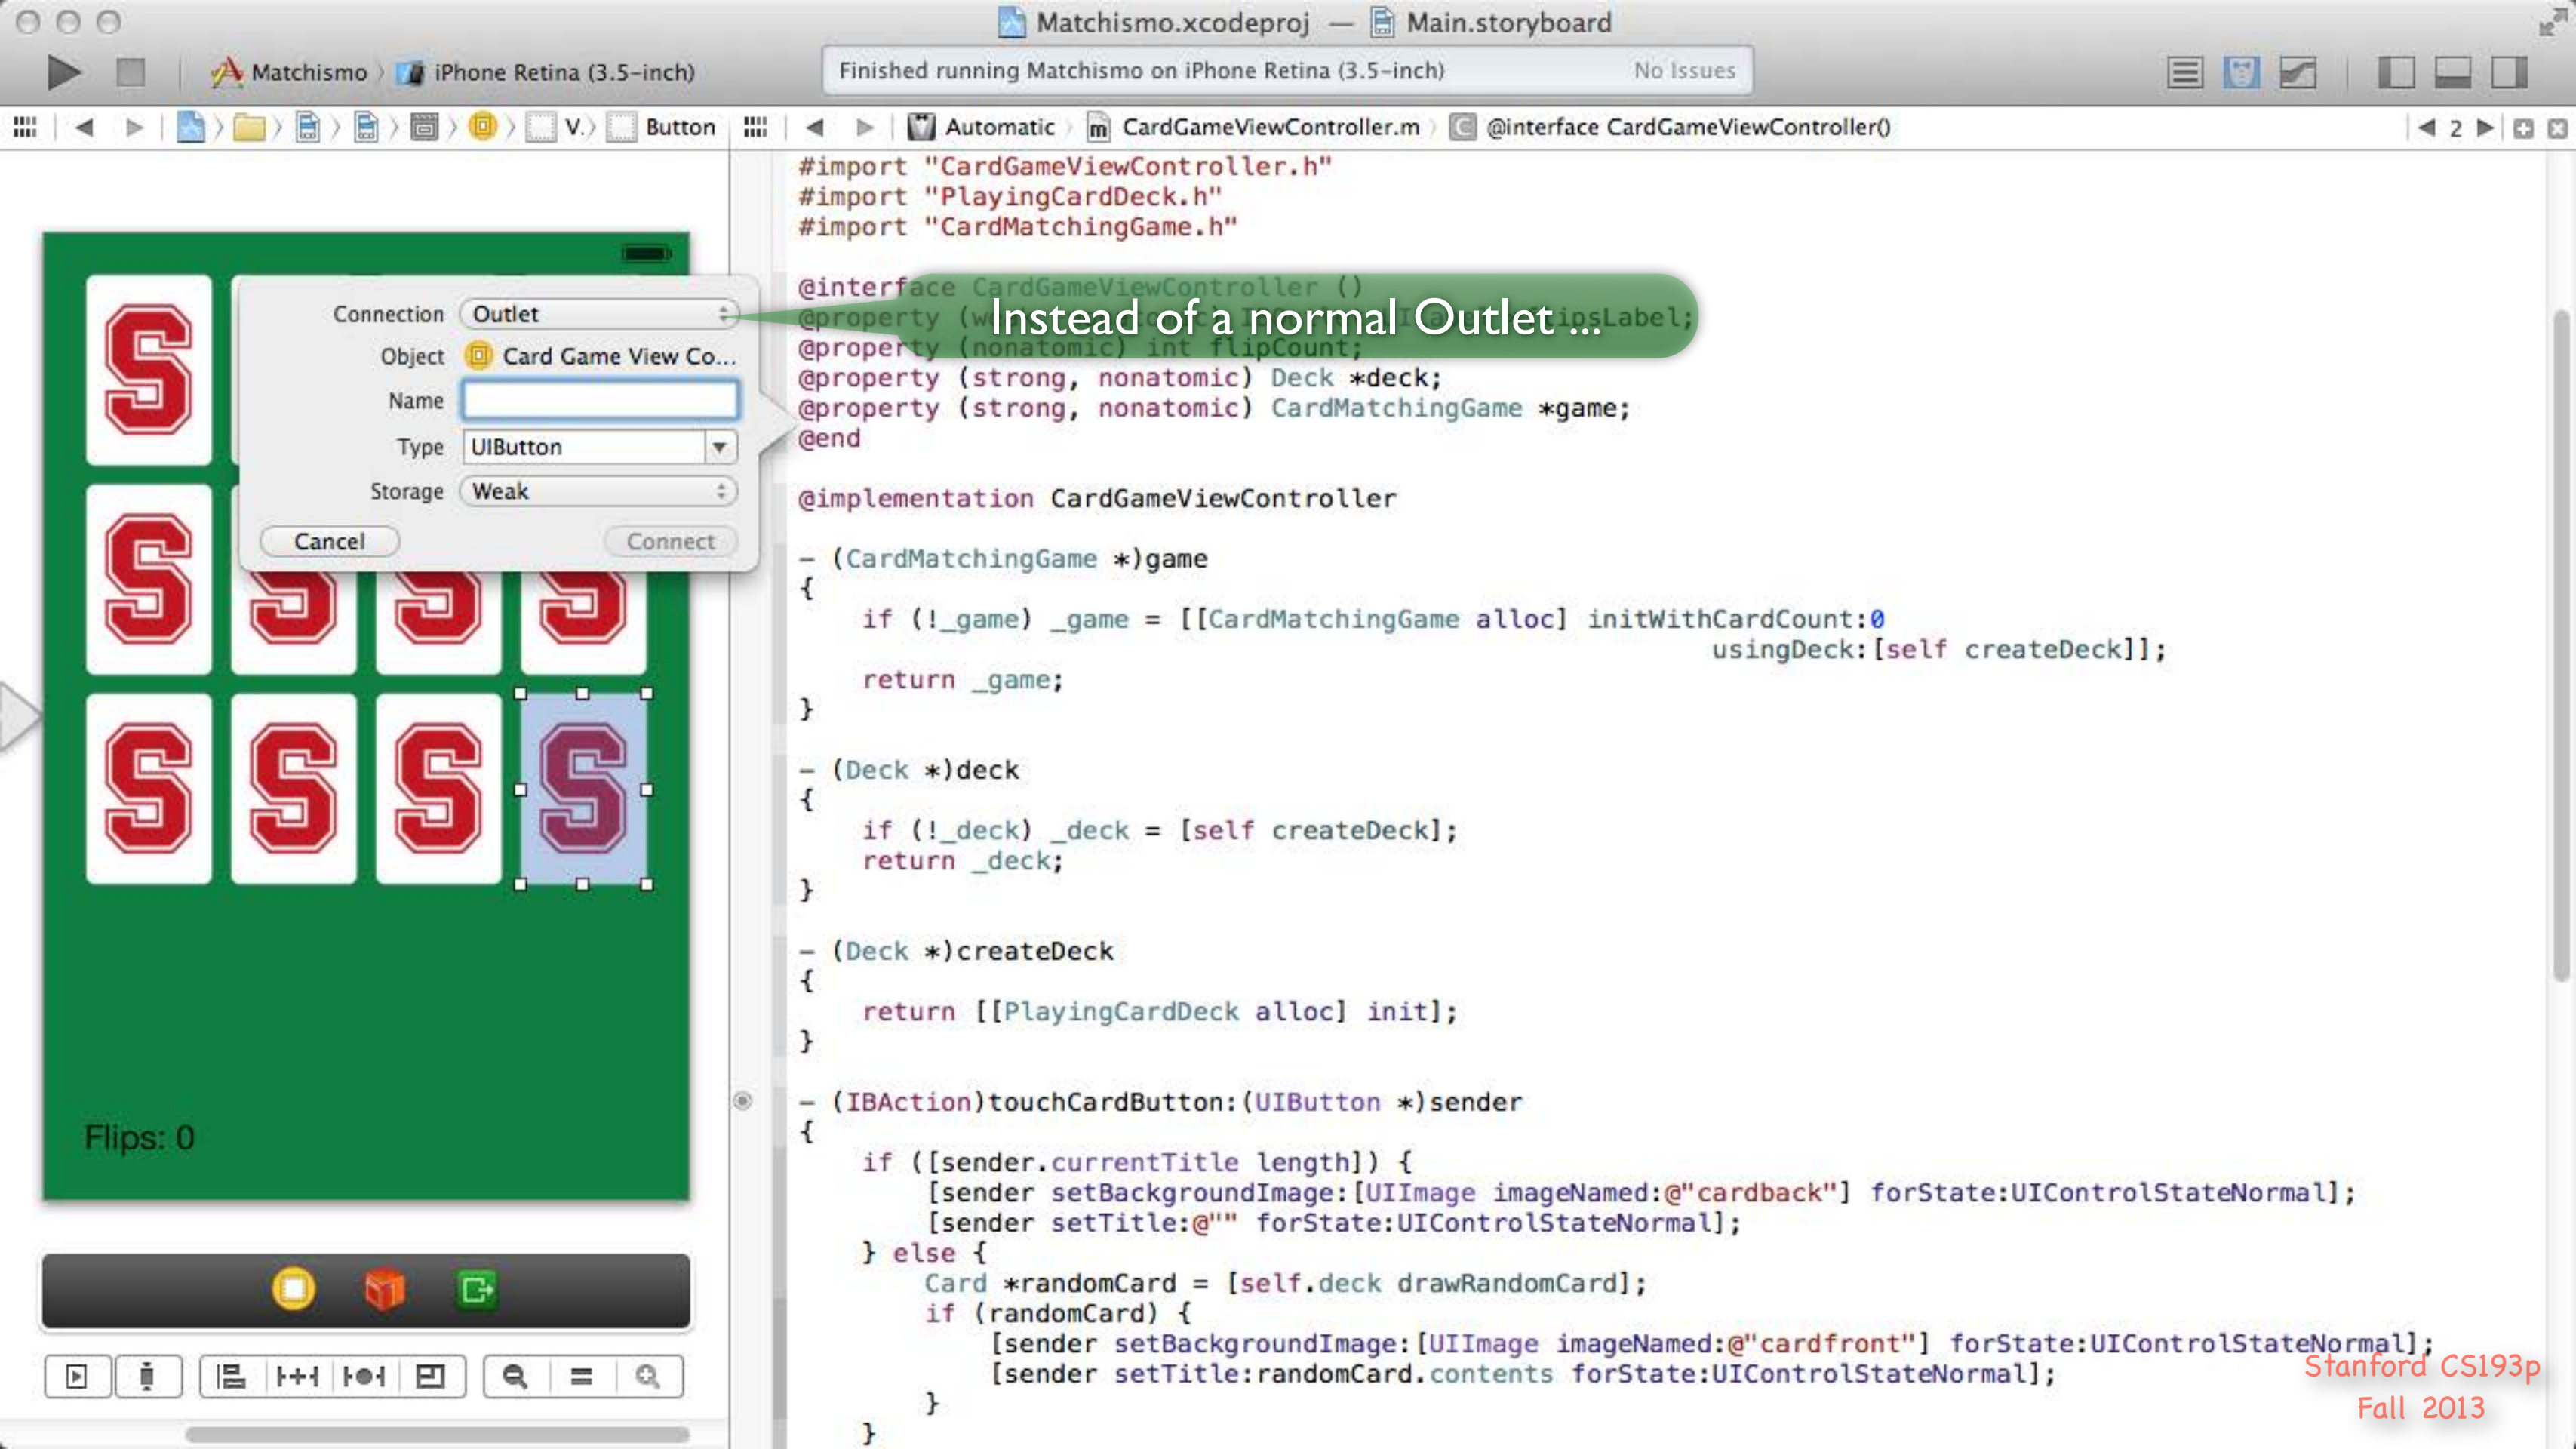 Matchismo.xcodeproj — Main.storyboard
Matchismo iPhone Retina (3.5-inch)
Finished running Matchismo on iPhone Retina (3.5-inch) No Issues
V. Button
Automatic m CardGameViewController.m C @interface CardGameViewController() 2
#import "CardGameViewController.h"
#import "PlayingCardDeck.h"
#import "CardMatchingGame.h"
@interface CardGameViewController ()
Instead of a normal Outlet ...
@property
@property (nonatomic) int flipCount;
@property (strong, nonatomic) Deck *deck;
@property (strong, nonatomic) CardMatchingGame *game;
@end
@implementation CardGameViewController
- (CardMatchingGame *)game
{
if (!_game) _game = [[CardMatchingGame alloc] initWithCardCount:0
usingDeck:[self createDeck]];
return _game;
}
- (Deck *)deck
{
if (!_deck) _deck = [self createDeck];
return _deck;
}
- (Deck *)createDeck
{
return [[PlayingCardDeck alloc] init];
}
- (IBAction)touchCardButton:(UIButton *)sender
{
if ([sender.currentTitle length]) {
[sender setBackgroundImage:[UIImage imageNamed:@"cardback"] forState:UIControlStateNormal];
[sender setTitle:@"" forState:UIControlStateNormal];
} else {
Card *randomCard = [self.deck drawRandomCard];
if (randomCard) {
[sender setBackgroundImage:[UIImage imageNamed:@"cardfront"] forState:UIControlStateNormal];
[sender setTitle:randomCard.contents forState:UIControlStateNormal];
}
}
Connection Outlet
Object Card Game View Co...
Name
Type UIButton
Storage Weak
Cancel Connect
S
S S S S
S S S S
Flips: 0
Stanford CS193p
Fall 2013